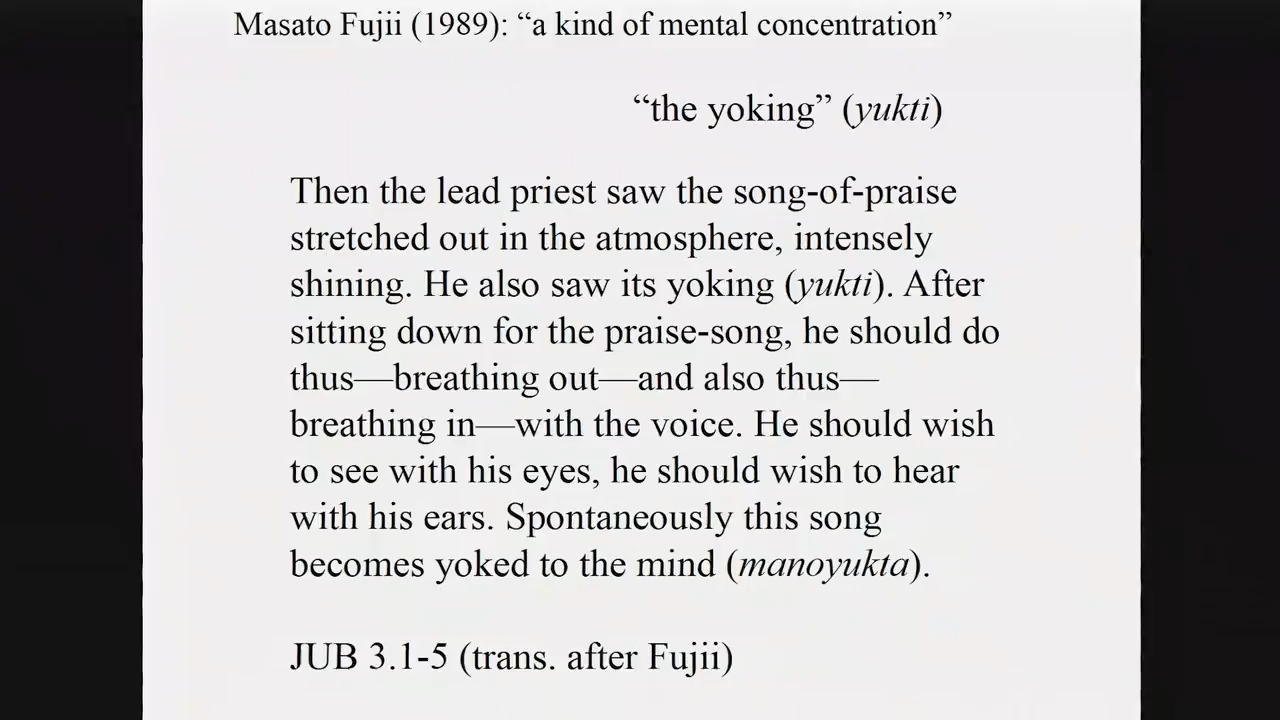 Masato Fujii (1989): “a kind of mental concentration”
“the yoking” (yukti)
Then the lead priest saw the song-of-praise
stretched out in the atmosphere, intensely
shining. He also saw its yoking (yukti). After
sitting down for the praise-song, he should do
thus—breathing out—and also thus—
breathing in—with the voice. He should wish
to see with his eyes, he should wish to hear
with his ears. Spontaneously this song
becomes yoked to the mind (manoyukta).
JUB 3.1-5 (trans. after Fujii)